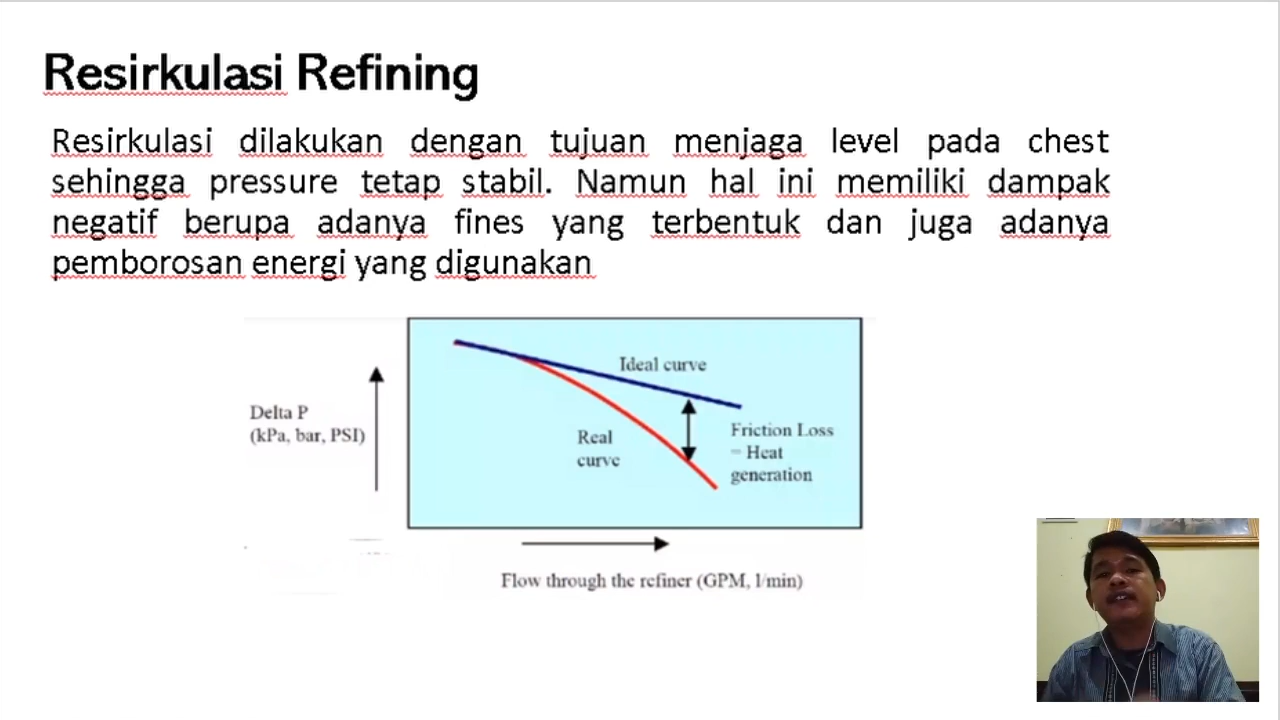 Resirkulasi Refining
Resirkulasi dilakukan dengan tujuan menjaga level pada chest
sehingga pressure tetap stabil. Namun hal ini memiliki dampak
negatif berupa adanya fines yang terbentuk dan juga adanya
pemborosan energi yang digunakan
Ideal curve
Delta P
(kPa, bar, PSI)
Real
curve
Friction Loss
= Heat
generation
Flow through the refiner (GPM, l/min)